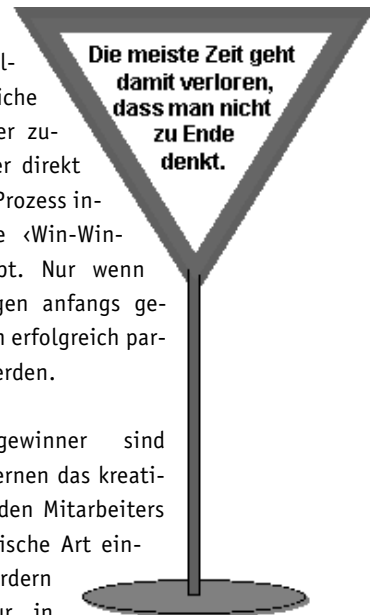 Die meiste Zeit geht
damit verloren,
dass man nicht
zu Ende
denkt.
l-
iche
er zu-
er direkt
Prozess in-
e ‹Win-Win-
bt. Nur wenn
gen anfangs ge-
n erfolgreich par-
erden.
gewinner sind
ernen das kreati-
den Mitarbeiters
ische Art ein-
rdern
ur in